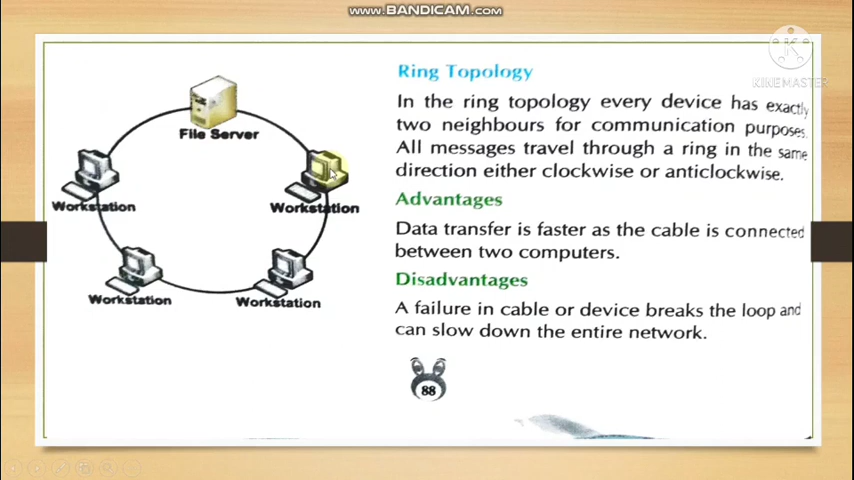 WWW.BANDICAM.COM
KINEMASTER
File Server
Workstation
Workstation
Workstation
Workstation
Ring Topology
In the ring topology every device has exactly
two neighbours for communication purposes.
All messages travel through a ring in the same
direction either clockwise or anticlockwise.
Advantages
Data transfer is faster as the cable is connected
between two computers.
Disadvantages
A failure in cable or device breaks the loop and
can slow down the entire network.
88